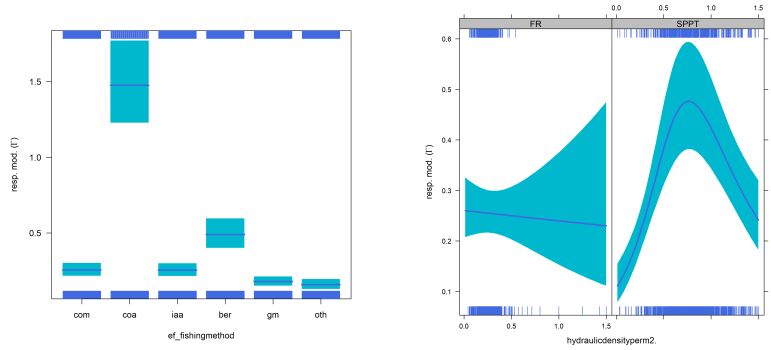 1.5
1.0
0.5
resp. mod. (Γ)
com coa iaa ber gm oth
ef_fishingmethod
0.0 0.5 1.0 1.5
FR SPPT
0.6
0.5
0.4
0.3
0.2
0.1
resp. mod. (Γ)
0.0 0.5 1.0 1.5
hydraulicdensityperm2.